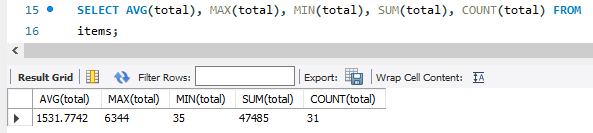 15 SELECT AVG(total), MAX(total), MIN(total), SUM(total), COUNT(total) FROM
16 items;
Result Grid Filter Rows: Export: Wrap Cell Content: IA
AVG(total) MAX(total) MIN(total) SUM(total) COUNT(total)
1531.7742 6344 35 47485 31